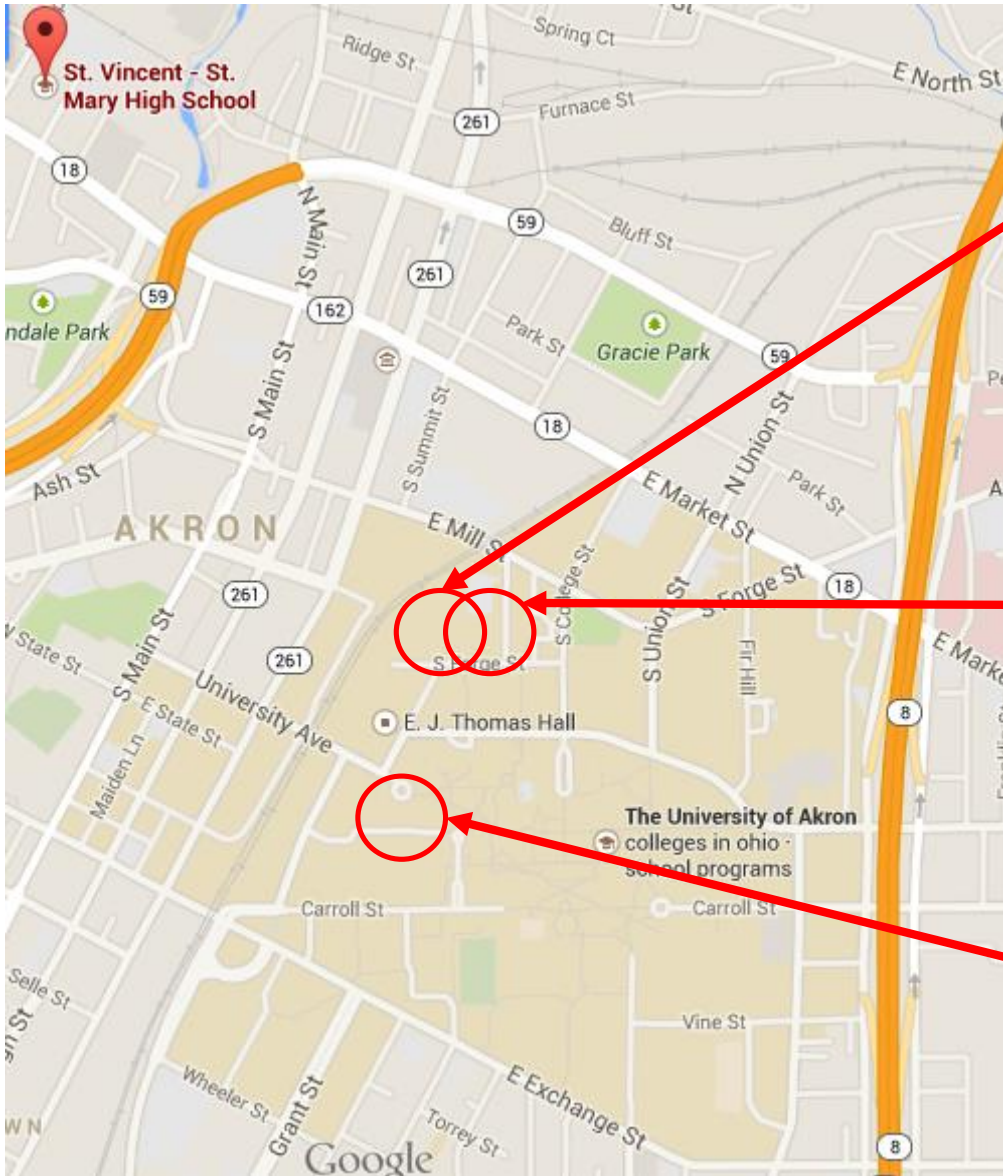 St
Spring Ct
Ridge St
E North St
St. Vincent - St.
Mary High School
Furnace St
261
18
N Main St
59
Bluff St
261
59
162
ndale Park
Park St
Gracie Park
59
S Main St
S Summit St
18
N Union St
Park St
Ash St
E Market St
A
AKRON
E Mill St
S College St
S Forge St
18
261
S Union St
Fir Hill
E Marke
N State St
S Main St
261
S Forge St
University Ave
E State St
E. J. Thomas Hall
8
Maiden Ln
The University of Akron
colleges in ohio ·
school programs
Carroll St
Carroll St
Selle St
gh St
Vine St
E Exchange St
Wheeler St
Grant St
Torrey St
WN
Google
8